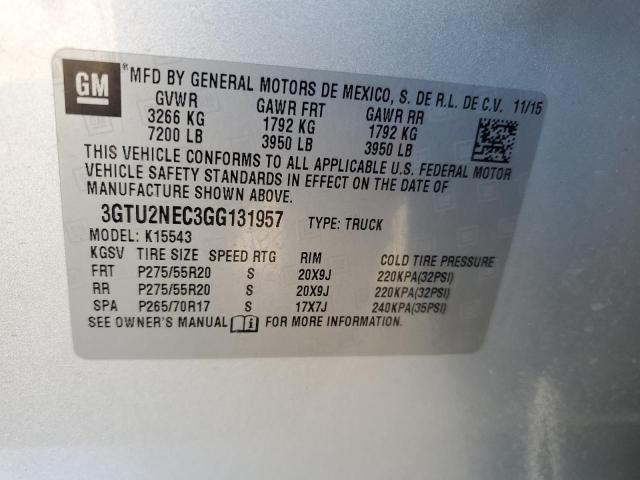 GM
MFD BY GENERAL MOTORS DE MEXICO, S. DE R.L. DE C.V. 11/15
GVWR GAWR FRT GAWR RR
3266 KG 1792 KG 1792 KG
7200 LB 3950 LB 3950 LB
THIS VEHICLE CONFORMS TO ALL APPLICABLE U.S. FEDERAL MOTOR
VEHICLE SAFETY STANDARDS IN EFFECT ON THE DATE OF
MANUFACTURE SHOWN ABOVE.
3GTU2NEC3GG131957 TYPE: TRUCK
MODEL: K15543
KGSV TIRE SIZE SPEED RTG RIM COLD TIRE PRESSURE
FRT P275/55R20 S 20X9J 220KPA(32PSI)
RR P275/55R20 S 20X9J 220KPA(32PSI)
SPA P265/70R17 S 17X7J 240KPA(35PSI)
SEE OWNER'S MANUAL i FOR MORE INFORMATION.